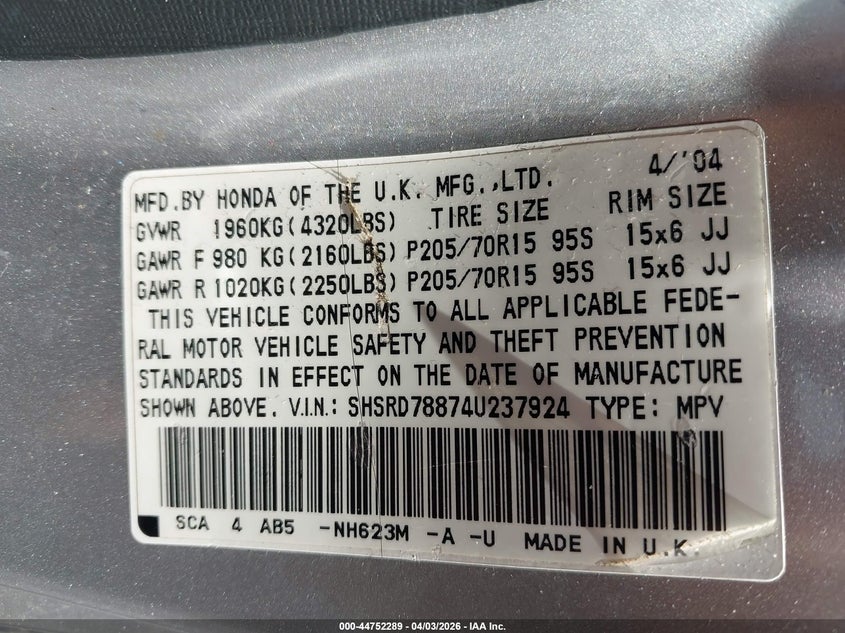 MFD.BY HONDA OF THE U.K. MFG.,LTD. 4/'04
GVWR 1960KG(4320LBS) TIRE SIZE RIM SIZE
GAWR F 980 KG(2160LBS) P205/70R15 95S 15x6 JJ
GAWR R 1020KG(2250LBS) P205/70R15 95S 15x6 JJ
THIS VEHICLE CONFORMS TO ALL APPLICABLE FEDE-
RAL MOTOR VEHICLE SAFETY AND THEFT PREVENTION
STANDARDS IN EFFECT ON THE DATE OF MANUFACTURE
SHOWN ABOVE. V.I.N.: SHSRD78874U237924 TYPE: MPV
SCA 4 AB5 -NH623M -A -U MADE IN U.K.
000-44752289 - 04/03/2026 - IAA Inc.